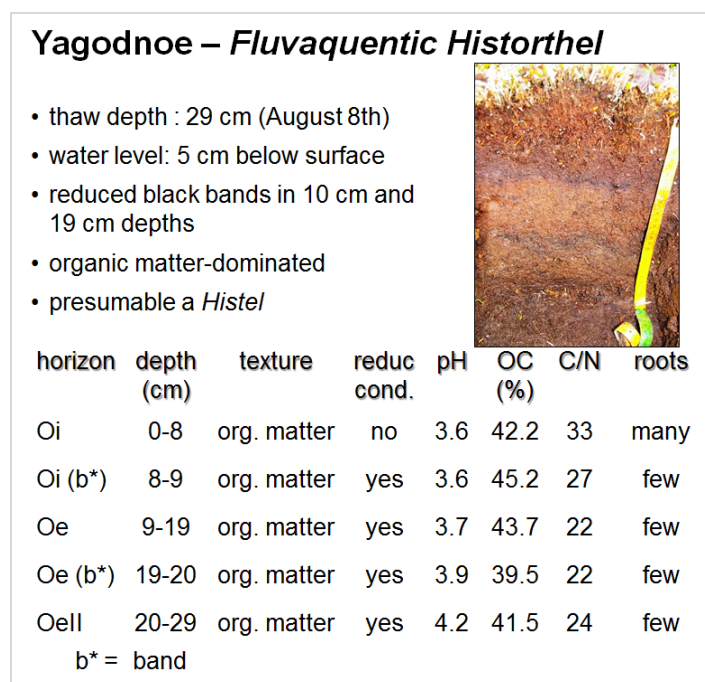 Yagodnoe – Fluvaquentic Historthel
• thaw depth : 29 cm (August 8th)
• water level: 5 cm below surface
• reduced black bands in 10 cm and
19 cm depths
• organic matter-dominated
• presumable a Histel
horizon depth texture reduc pH OC C/N roots
(cm) cond. (%)
Oi 0-8 org. matter no 3.6 42.2 33 many
Oi (b*) 8-9 org. matter yes 3.6 45.2 27 few
Oe 9-19 org. matter yes 3.7 43.7 22 few
Oe (b*) 19-20 org. matter yes 3.9 39.5 22 few
OeII 20-29 org. matter yes 4.2 41.5 24 few
b* = band